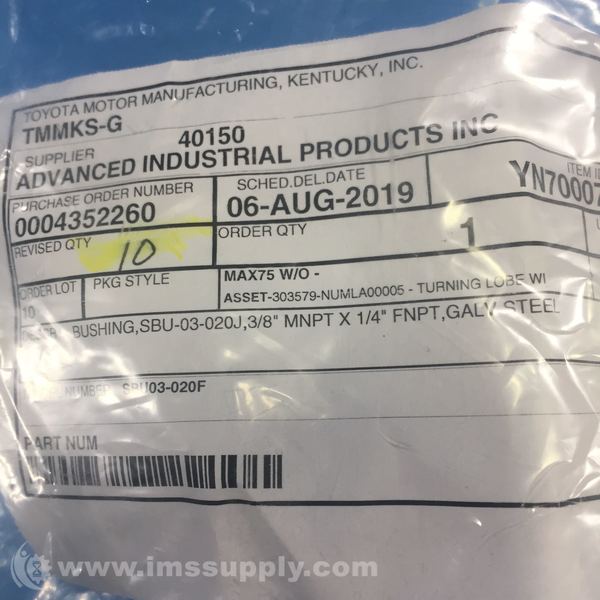 TOYOTA MOTOR MANUFACTURING, KENTUCKY, INC.
TMMKS-G
SUPPLIER 40150
ADVANCED INDUSTRIAL PRODUCTS INC
PURCHASE ORDER NUMBER
0004352260
SCHED.DEL.DATE
06-AUG-2019
ITEM
YN7000
REVISED QTY
10
ORDER QTY
1
ORDER LOT
10
PKG STYLE
MAX75 W/O -
ASSET-303579-NUMLA00005 - TURNING LOBE WI
BUSHING,SBU-03-020J,3/8" MNPT X 1/4" FNPT,GALV STEEL
NUMBER SBU03-020F
PART NUM
© www.imssupply.com/